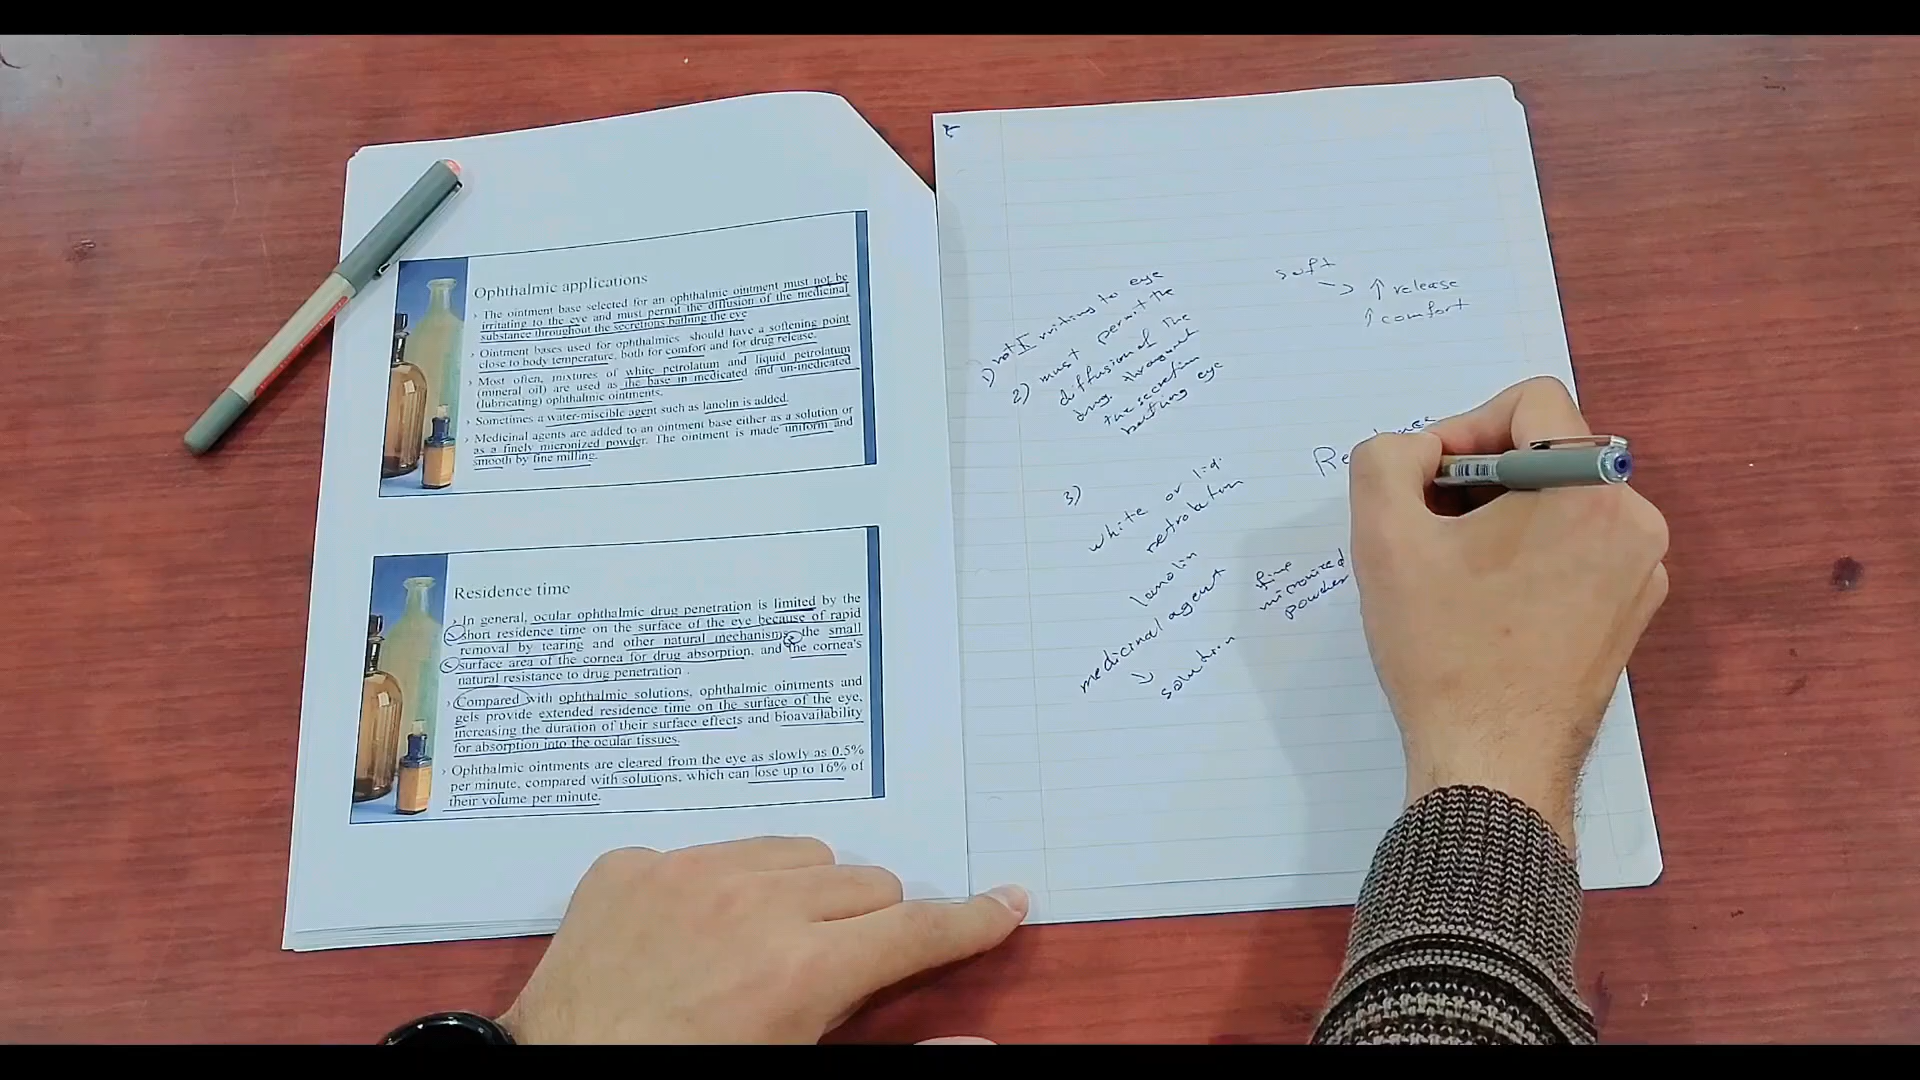 Ophthalmic applications
› The ointment base selected for an ophthalmic ointment must not be
irritating to the eye and must permit the diffusion of the medicinal
substance throughout the secretions bathing the eye
› Ointment bases used for ophthalmics should have a softening point
close to body temperature, both for comfort and for drug release.
› Most often, mixtures of white petrolatum and liquid petrolatum
(mineral oil) are used as the base in medicated and un-medicated
(lubricating) ophthalmic ointments.
› Sometimes a water-miscible agent such as lanolin is added.
› Medicinal agents are added to an ointment base either as a solution or
as a finely micronized powder. The ointment is made uniform and
smooth by fine milling.
Residence time
› In general, ocular ophthalmic drug penetration is limited by the
short residence time on the surface of the eye because of rapid
removal by tearing and other natural mechanisms, the small
surface area of the cornea for drug absorption, and the cornea's
natural resistance to drug penetration .
› Compared with ophthalmic solutions, ophthalmic ointments and
gels provide extended residence time on the surface of the eye,
increasing the duration of their surface effects and bioavailability
for absorption into the ocular tissues.
› Ophthalmic ointments are cleared from the eye as slowly as 0.5%
per minute, compared with solutions, which can lose up to 16% of
their volume per minute.
1) not Irririting to eye
2) must permit the
diffusion of the
drug. througout
the secretion
bathing eye
3)
white or liq.
lanolin
medicinal agent
solution
fine
micronized
powder
soft
↑ release
↑ comfort